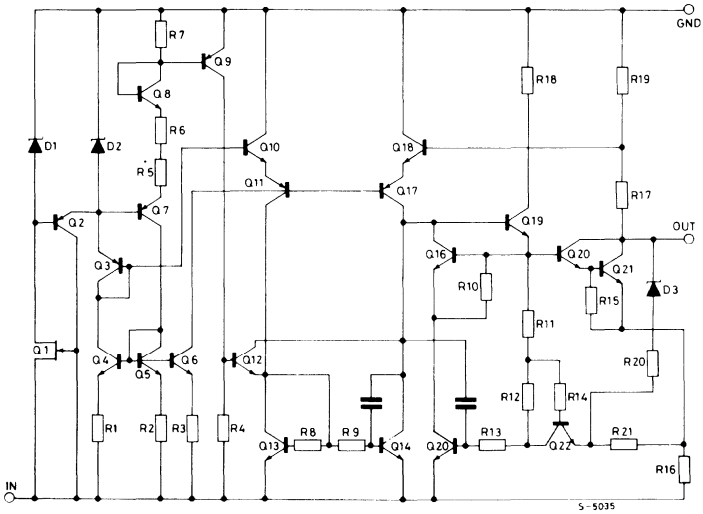 GND
R7
Q9
Q8
R18
R19
D1
D2
R6
Q10
Q18
R5
Q11
Q17
R17
Q2
Q7
Q19
OUT
Q3
Q16
Q20
Q21
R10
R15
D3
R11
Q1
Q4
Q5
Q6
Q12
R20
R12
R14
R1
R2
R3
R4
R8
R9
R13
R21
Q13
Q14
Q20
Q22
R16
IN
S-5035